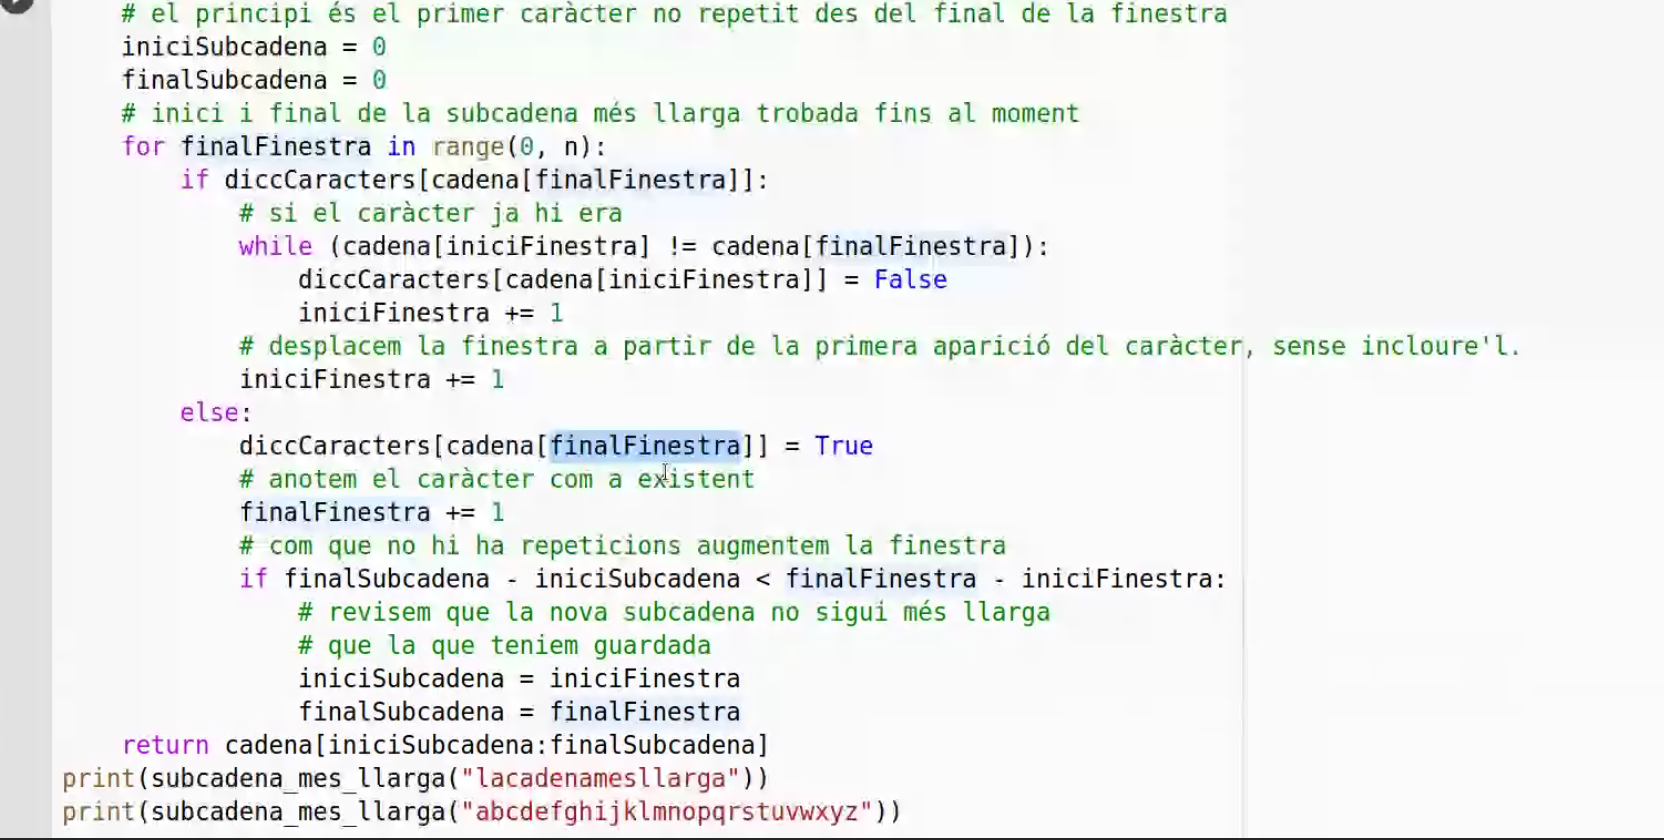 # el principi és el primer caràcter no repetit des del final de la finestra
iniciSubcadena = 0
finalSubcadena = 0
# inici i final de la subcadena més llarga trobada fins al moment
for finalFinestra in range(0, n):
if diccCaracters[cadena[finalFinestra]]:
# si el caràcter ja hi era
while (cadena[iniciFinestra] != cadena[finalFinestra]):
diccCaracters[cadena[iniciFinestra]] = False
iniciFinestra += 1
# desplacem la finestra a partir de la primera aparició del caràcter, sense incloure'l.
iniciFinestra += 1
else:
diccCaracters[cadena[finalFinestra]] = True
# anotem el caràcter com a existent
finalFinestra += 1
# com que no hi ha repeticions augmentem la finestra
if finalSubcadena - iniciSubcadena < finalFinestra - iniciFinestra:
# revisem que la nova subcadena no sigui més llarga
# que la que teniem guardada
iniciSubcadena = iniciFinestra
finalSubcadena = finalFinestra
return cadena[iniciSubcadena:finalSubcadena]
print(subcadena_mes_llarga("lacadenamesllarga"))
print(subcadena_mes_llarga("abcdefghijklmnopqrstuvwxyz"))